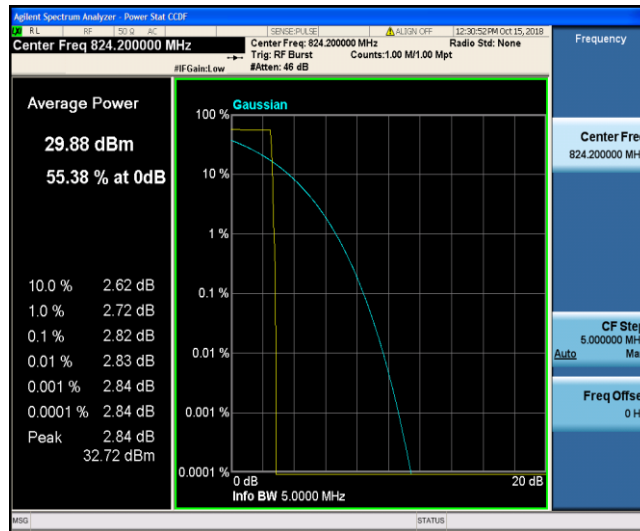 Agilent Spectrum Analyzer - Power Stat CCDF
RL RF 50 Ω AC SENSE:PULSE ALIGN OFF 12:30:52 PM Oct 15, 2018
Center Freq 824.200000 MHz
Center Freq: 824.200000 MHz Radio Std: None
Trig: RF Burst Counts:1.00 M/1.00 Mpt
#IFGain:Low #Atten: 46 dB
Frequency
Average Power
29.88 dBm
55.38 % at 0dB
10.0 % 2.62 dB
1.0 % 2.72 dB
0.1 % 2.82 dB
0.01 % 2.83 dB
0.001 % 2.84 dB
0.0001 % 2.84 dB
Peak 2.84 dB
32.72 dBm
Gaussian
100 %
10 %
1 %
0.1 %
0.01 %
0.001 %
0.0001 %
0 dB 20 dB
Info BW 5.0000 MHz
Center Fre
824.200000 MH
CF Step
5.000000 MH
Auto Ma
Freq Offse
0 H
MSG STATUS